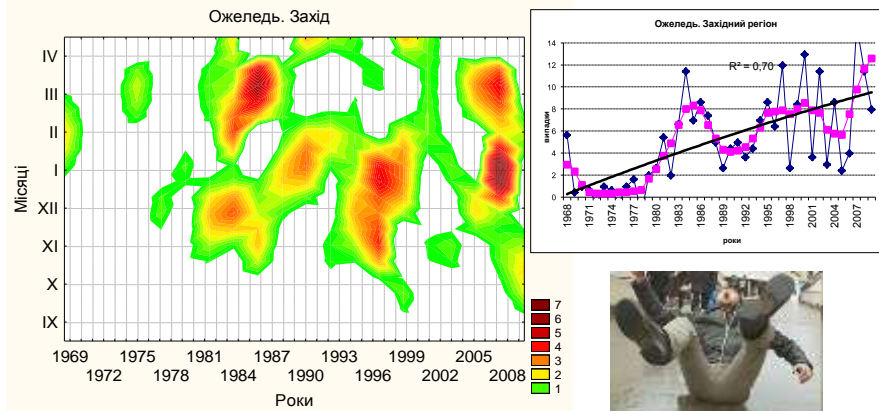 Ожеледь. Захід
IV
III
II
I
XII
XI
X
IX
Місяці
1969 1975 1981 1987 1993 1999 2005
1972 1978 1984 1990 1996 2002 2008
Роки
7
6
5
4
3
2
1
Ожеледь. Західний регіон
R² = 0,70
14
12
10
8
6
4
2
0
випадки
1968 1971 1974 1977 1980 1983 1986 1989 1992 1995 1998 2001 2004 2007
роки